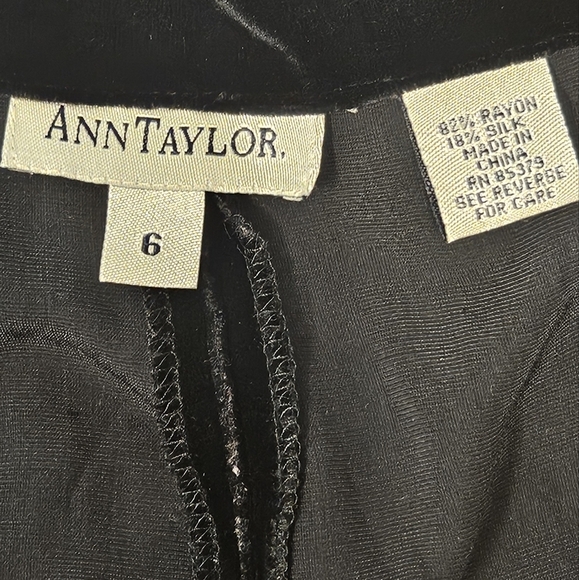 ANNTAYLOR.
6
82% RAYON
18% SILK
MADE IN
CHINA
RN 85379
SEE REVERSE
FOR CARE